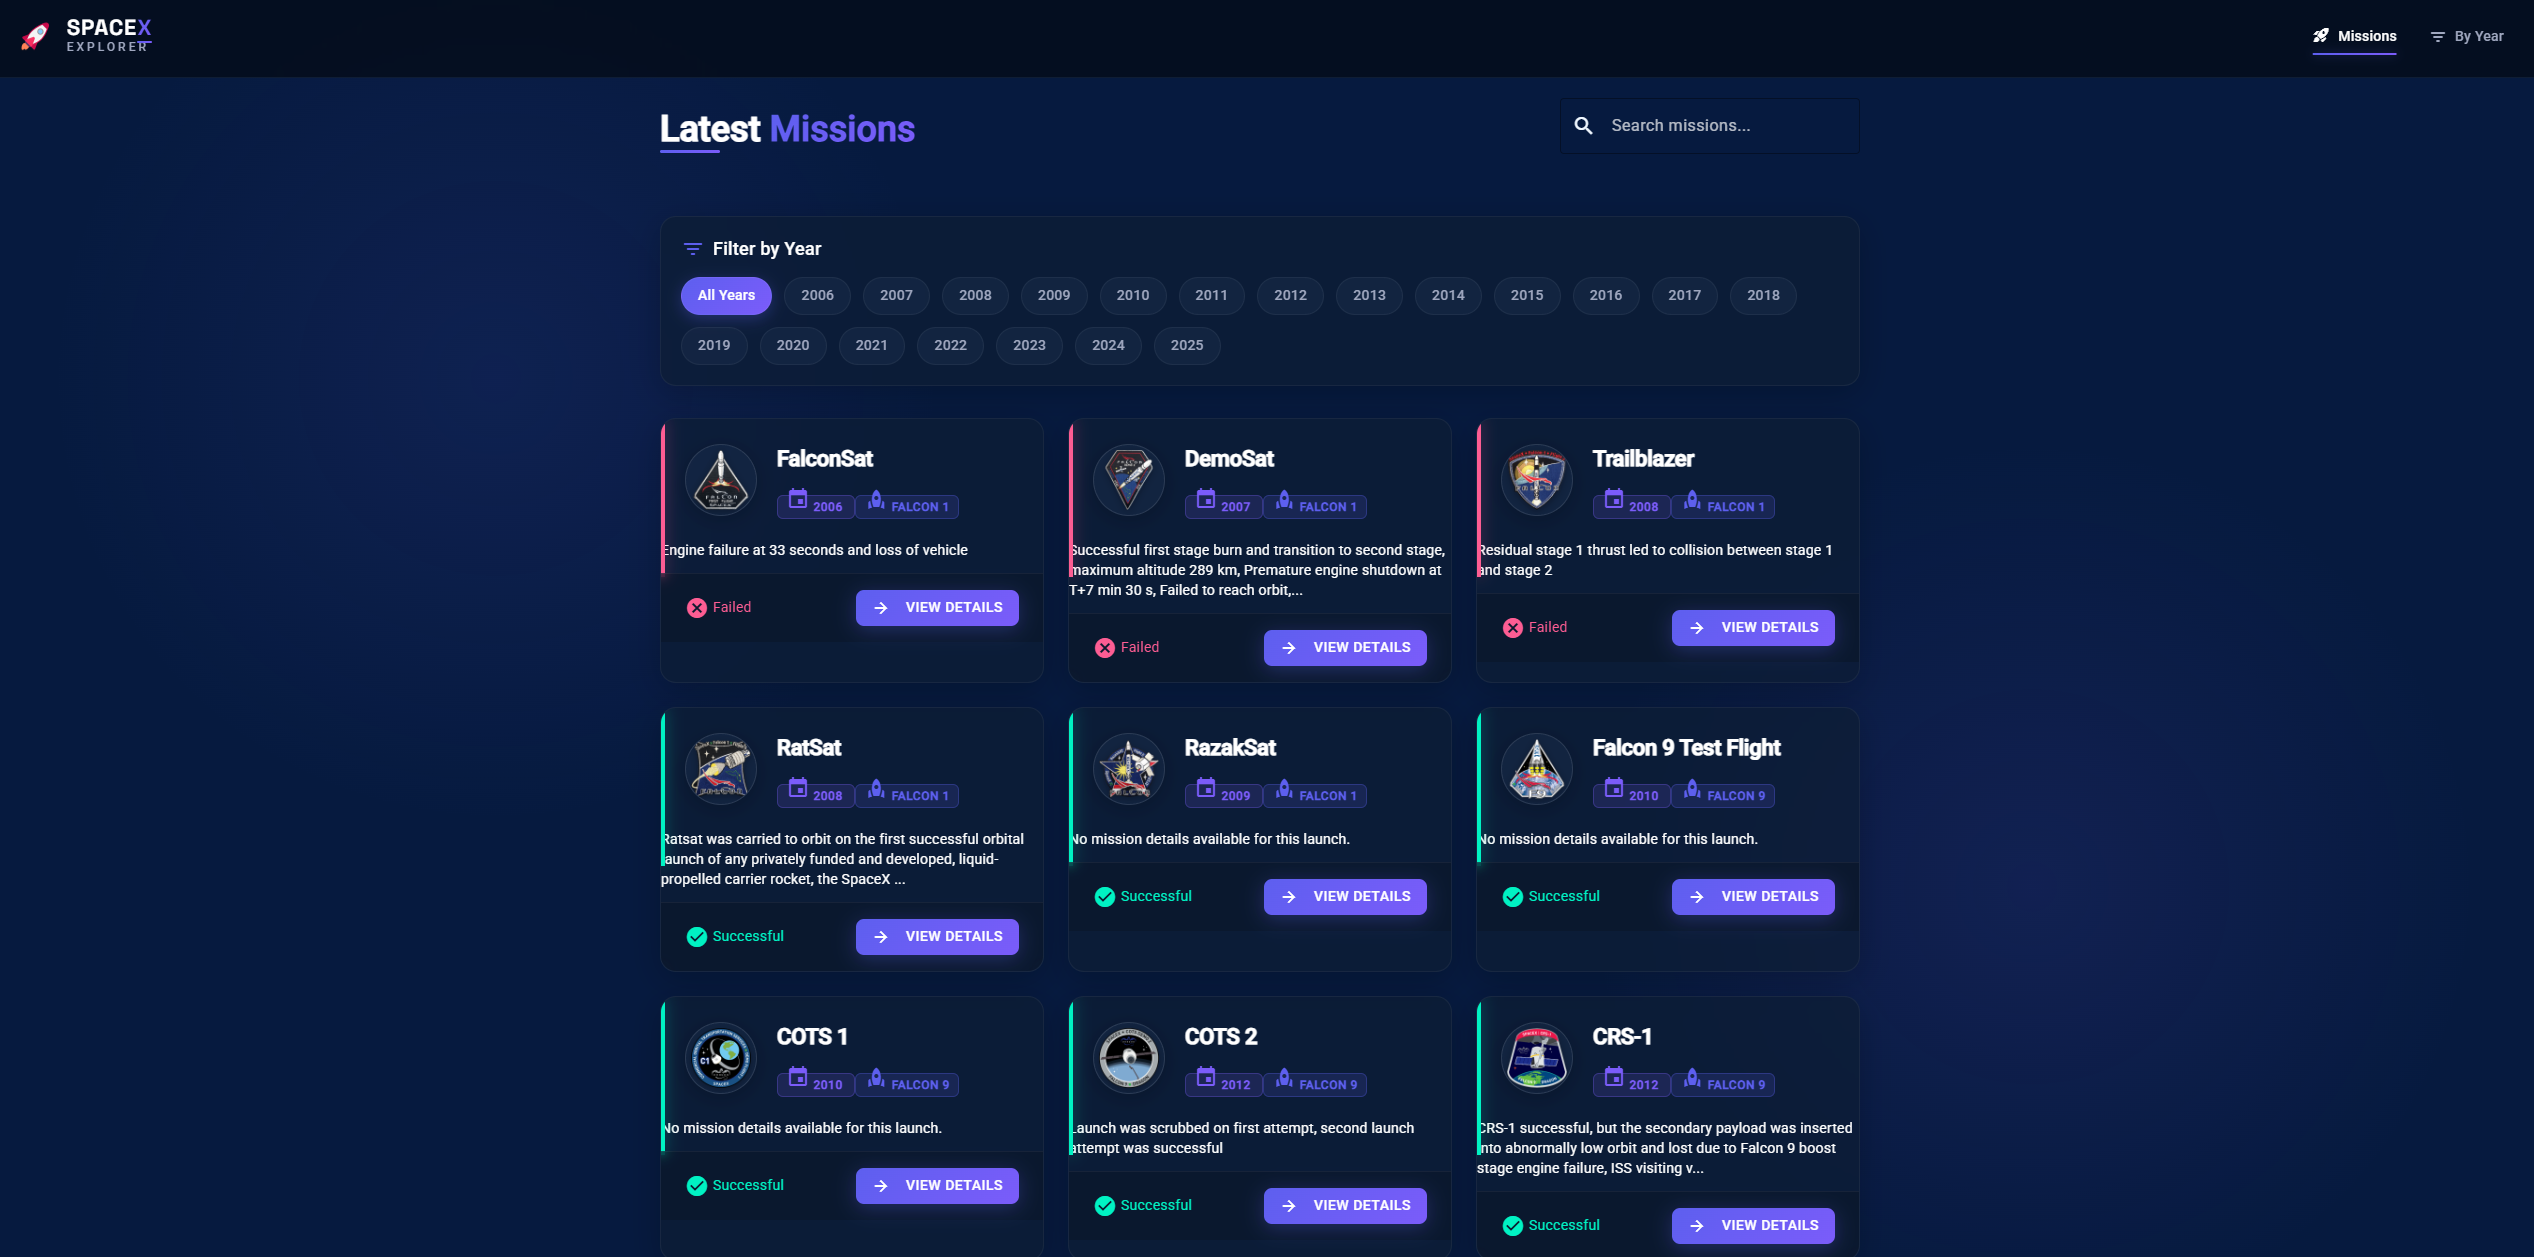 SPACEX
EXPLORER
Missions
By Year
Latest Missions
Search missions...
Filter by Year
All Years
2006
2007
2008
2009
2010
2011
2012
2013
2014
2015
2016
2017
2018
2019
2020
2021
2022
2023
2024
2025
FalconSat
2006
FALCON 1
Engine failure at 33 seconds and loss of vehicle
Failed
VIEW DETAILS
DemoSat
2007
FALCON 1
Successful first stage burn and transition to second stage,
maximum altitude 289 km, Premature engine shutdown at
T+7 min 30 s, Failed to reach orbit,...
Failed
VIEW DETAILS
Trailblazer
2008
FALCON 1
Residual stage 1 thrust led to collision between stage 1
and stage 2
Failed
VIEW DETAILS
RatSat
2008
FALCON 1
Ratsat was carried to orbit on the first successful orbital
launch of any privately funded and developed, liquid-
propelled carrier rocket, the SpaceX ...
Successful
VIEW DETAILS
RazakSat
2009
FALCON 1
No mission details available for this launch.
Successful
VIEW DETAILS
Falcon 9 Test Flight
2010
FALCON 9
No mission details available for this launch.
Successful
VIEW DETAILS
COTS 1
2010
FALCON 9
No mission details available for this launch.
Successful
VIEW DETAILS
COTS 2
2012
FALCON 9
Launch was scrubbed on first attempt, second launch
attempt was successful
Successful
VIEW DETAILS
CRS-1
2012
FALCON 9
CRS-1 successful, but the secondary payload was inserted
into abnormally low orbit and lost due to Falcon 9 boost
stage engine failure, ISS visiting v...
Successful
VIEW DETAILS